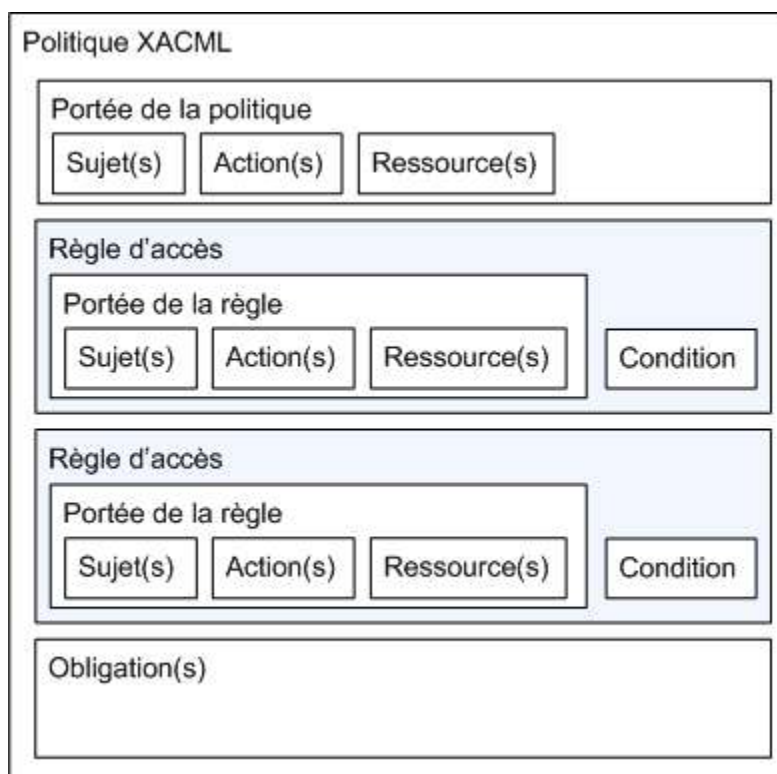 Politique XACML
Portée de la politique
Sujet(s) Action(s) Ressource(s)
Règle d'accès
Portée de la règle
Sujet(s) Action(s) Ressource(s) Condition
Règle d'accès
Portée de la règle
Sujet(s) Action(s) Ressource(s) Condition
Obligation(s)